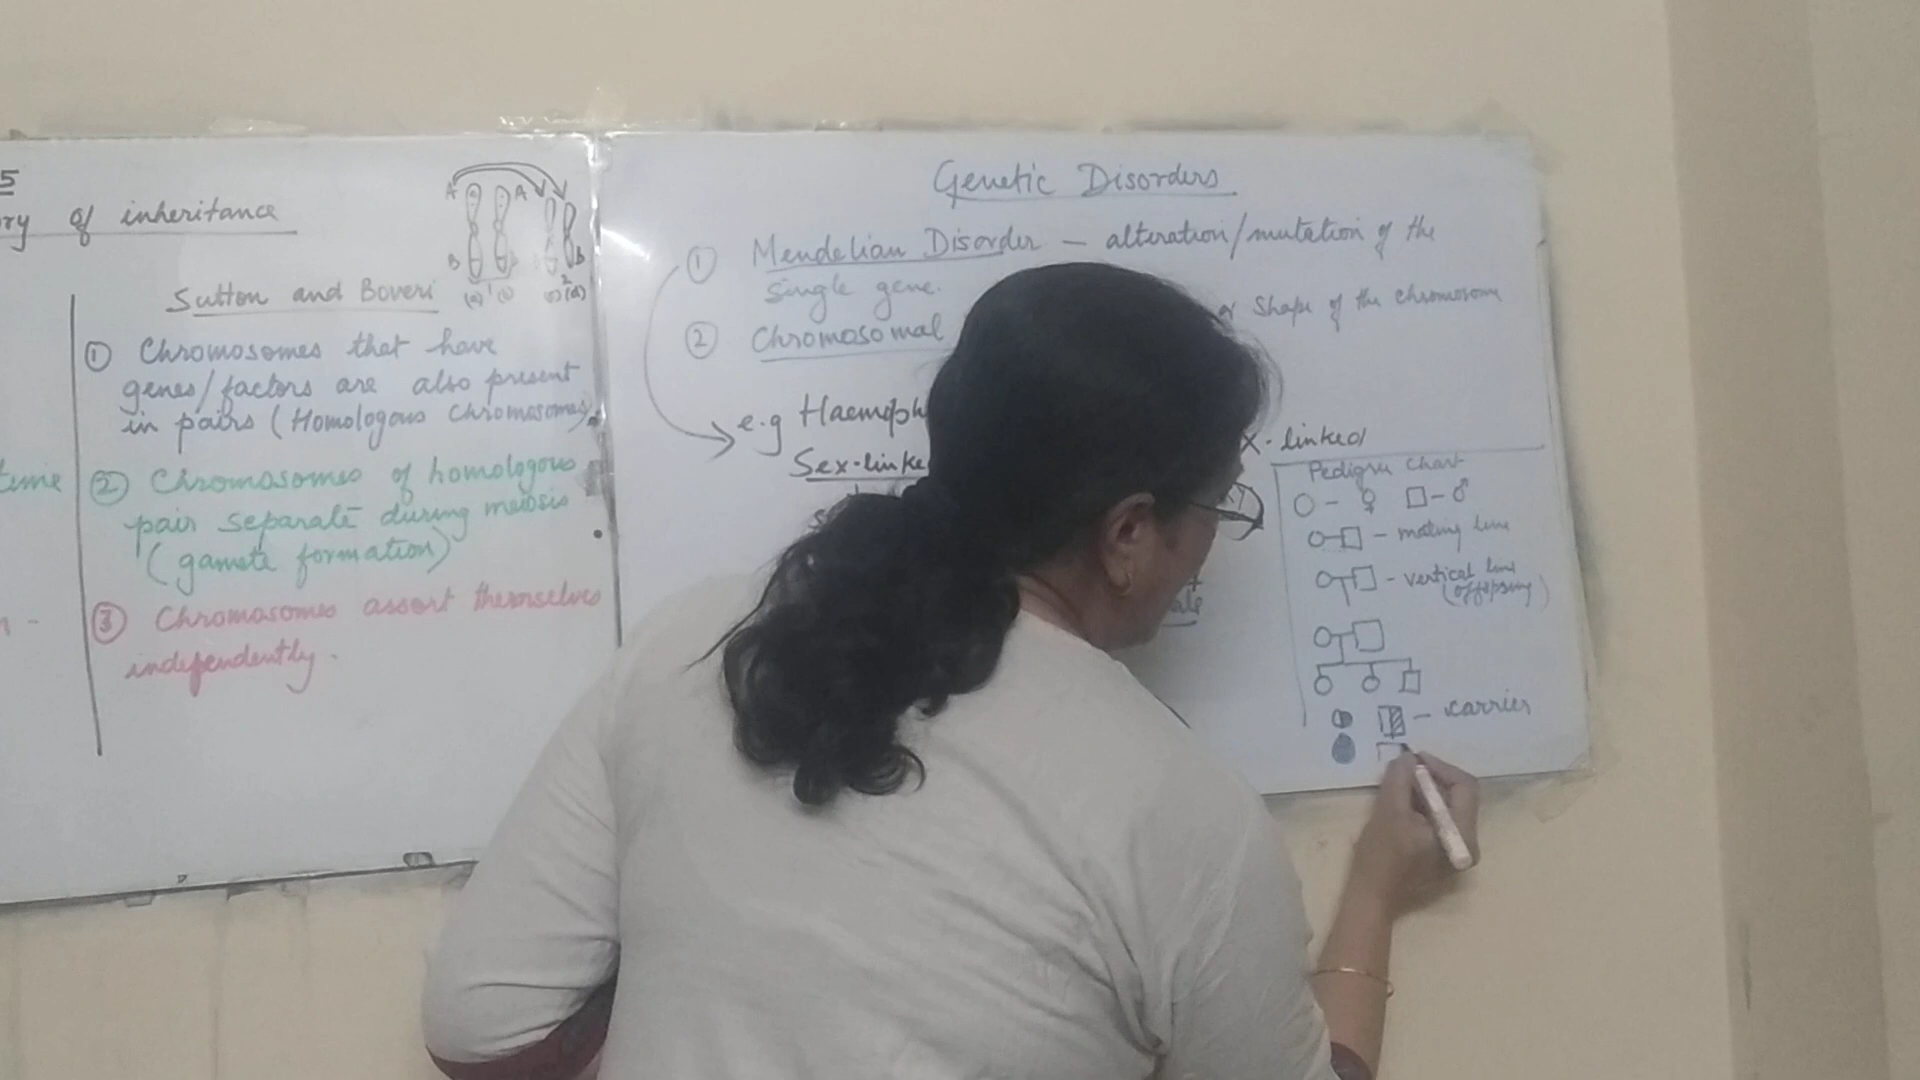 5
ory of inheritance
A A
B B
Sutton and Boveri
① Chromosomes that have
genes/factors are also present
in pairs (Homologous Chromosomes).
② Chromosomes of homologous
pair separate during meiosis
(gamete formation)
③ Chromosomes assort themselves
independently.
time
Genetic Disorders
① Mendelian Disorder - alteration/mutation of the
single gene.
② Chromosomal or Shape of the chromosome
e.g Haemoph X-linked
Sex-linke
Pedigree Chart
○ - ♀ □ - ♂
- mating line
- vertical line
(offspring)
- carrier